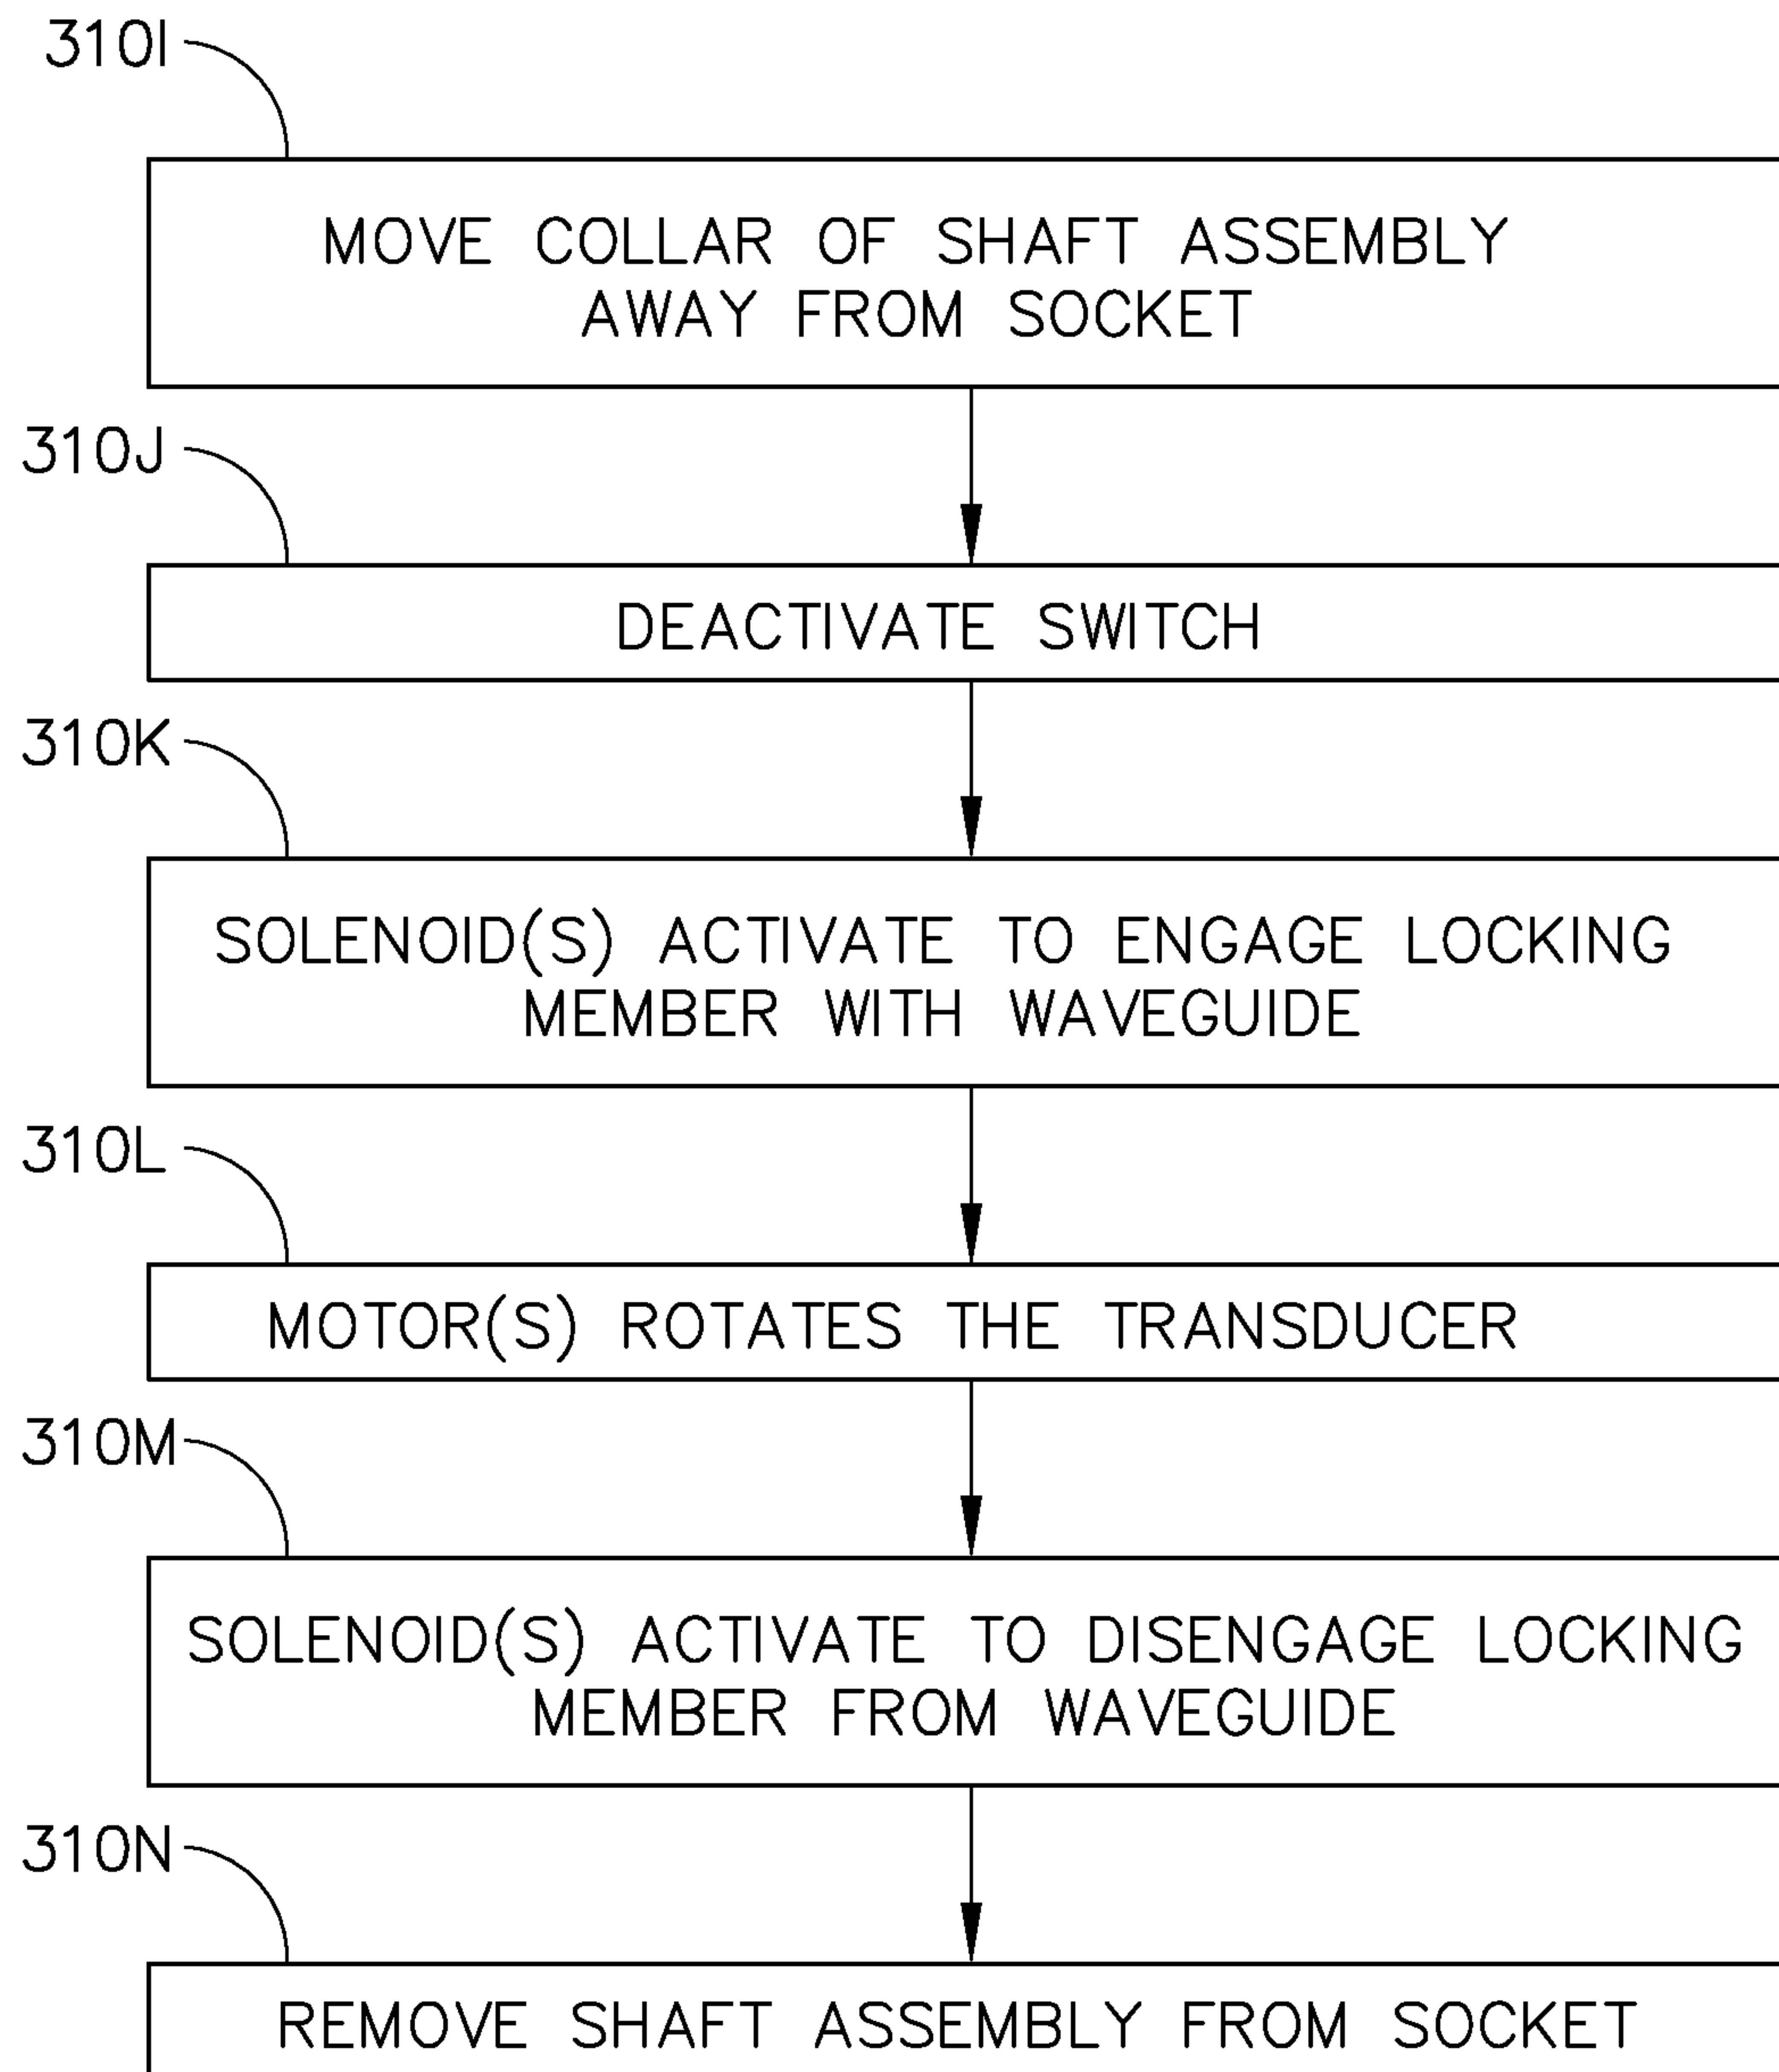 310I
MOVE COLLAR OF SHAFT ASSEMBLY
AWAY FROM SOCKET
310J
DEACTIVATE SWITCH
310K
SOLENOID(S) ACTIVATE TO ENGAGE LOCKING
MEMBER WITH WAVEGUIDE
310L
MOTOR(S) ROTATES THE TRANSDUCER
310M
SOLENOID(S) ACTIVATE TO DISENGAGE LOCKING
MEMBER FROM WAVEGUIDE
310N
REMOVE SHAFT ASSEMBLY FROM SOCKET